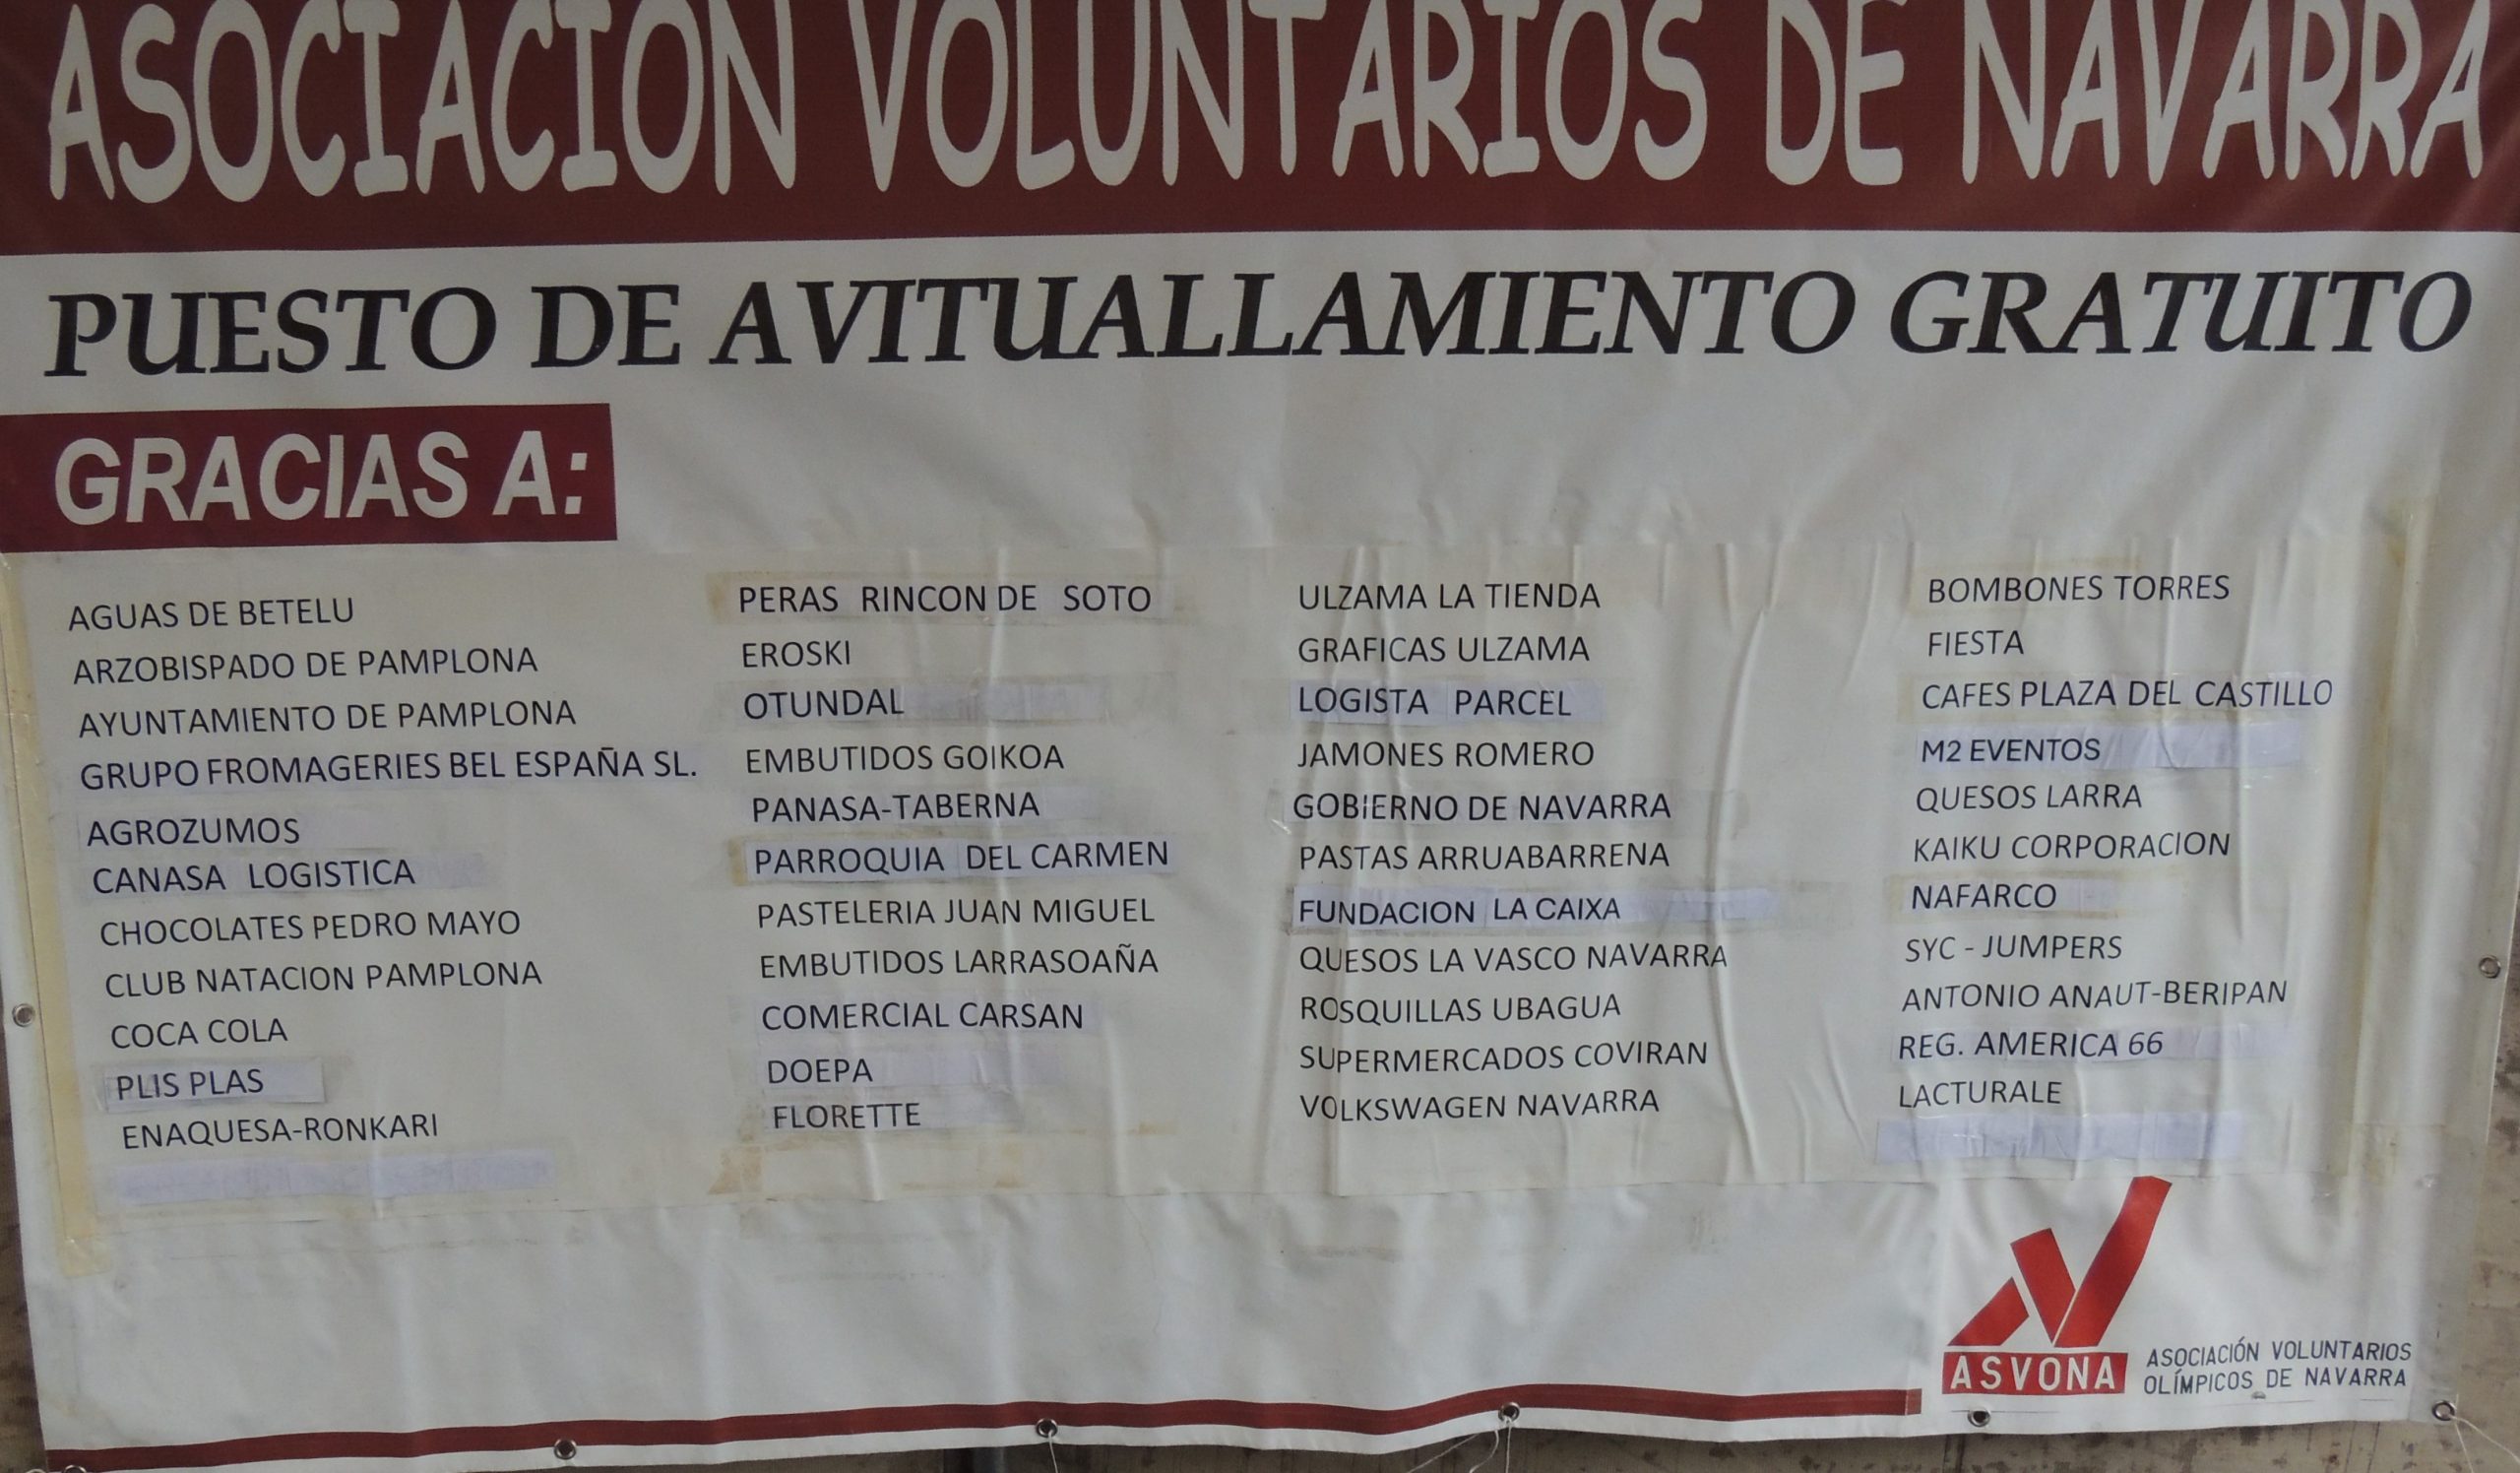 ASOCIACION VOLUNTARIOS DE NAVARRA
PUESTO DE AVITUALLAMIENTO GRATUITO
GRACIAS A:
AGUAS DE BETELU
ARZOBISPADO DE PAMPLONA
AYUNTAMIENTO DE PAMPLONA
GRUPO FROMAGERIES BEL ESPAÑA SL.
AGROZUMOS
CANASA LOGISTICA
CHOCOLATES PEDRO MAYO
CLUB NATACION PAMPLONA
COCA COLA
PLIS PLAS
ENAQUESA-RONKARI
PERAS RINCON DE SOTO
EROSKI
OTUNDAL
EMBUTIDOS GOIKOA
PANASA-TABERNA
PARROQUIA DEL CARMEN
PASTELERIA JUAN MIGUEL
EMBUTIDOS LARRASOAÑA
COMERCIAL CARSAN
DOEPA
FLORETTE
ULZAMA LA TIENDA
GRAFICAS ULZAMA
LOGISTA PARCEL
JAMONES ROMERO
GOBIERNO DE NAVARRA
PASTAS ARRUABARRENA
FUNDACION LA CAIXA
QUESOS LA VASCO NAVARRA
ROSQUILLAS UBAGUA
SUPERMERCADOS COVIRAN
VOLKSWAGEN NAVARRA
BOMBONES TORRES
FIESTA
CAFES PLAZA DEL CASTILLO
M2 EVENTOS
QUESOS LARRA
KAIKU CORPORACION
NAFARCO
SYC - JUMPERS
ANTONIO ANAUT-BERIPAN
REG. AMERICA 66
LACTURALE
ASVONA
ASOCIACIÓN VOLUNTARIOS
OLÍMPICOS DE NAVARRA